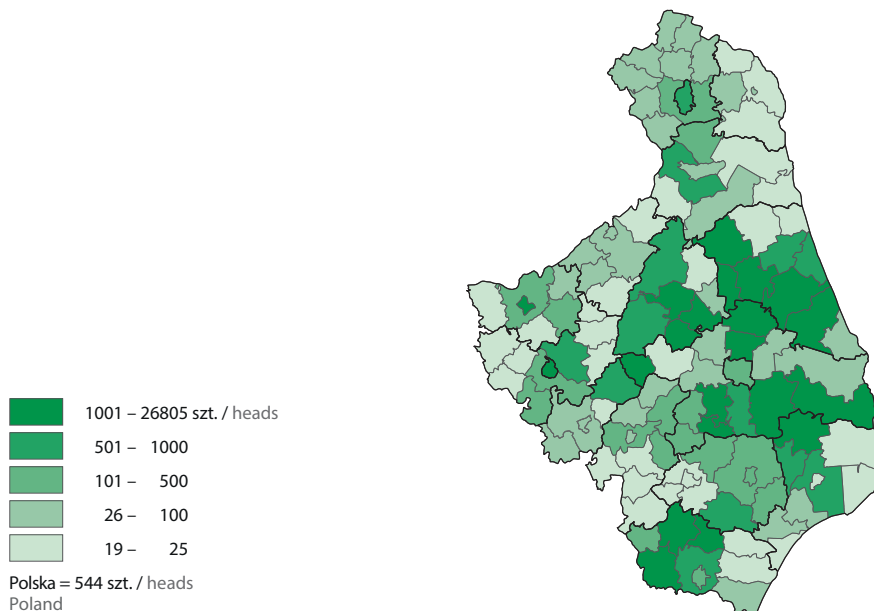 1001 – 26805 szt. / heads
501 – 1000
101 – 500
26 – 100
19 – 25
Polska = 544 szt. / heads
Poland